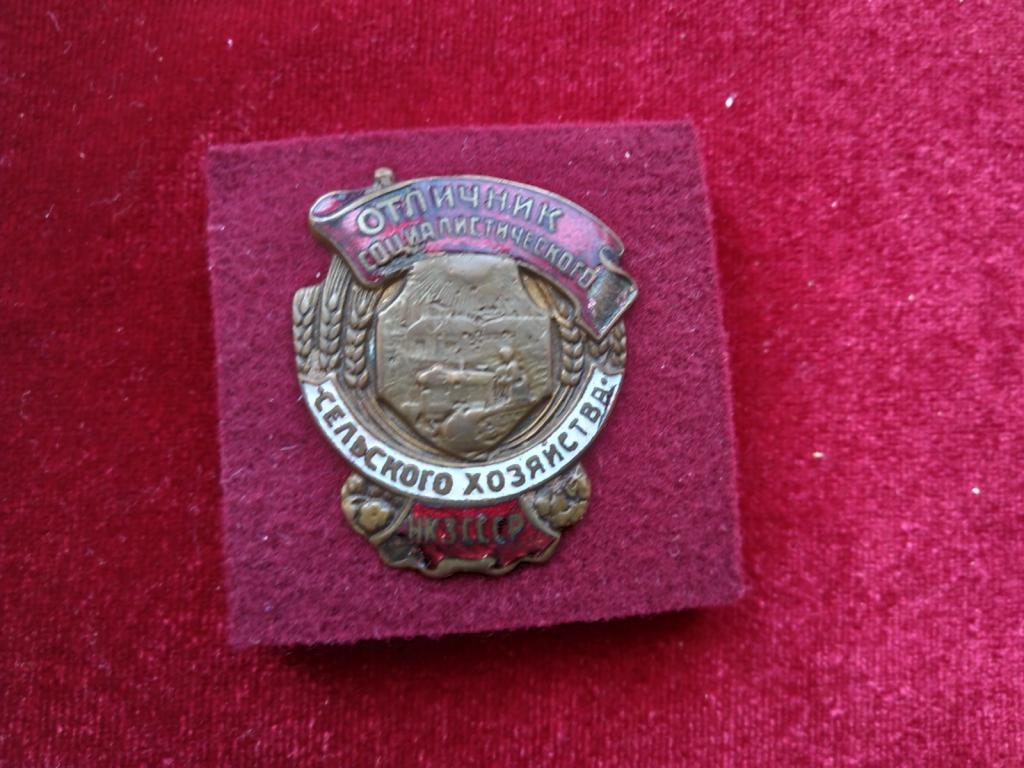 ОТЛИЧНИК
СОЦИАЛИСТИЧЕСКОГО
·СЕЛЬСКОГО ХОЗЯЙСТВА·
НКЗ СССР